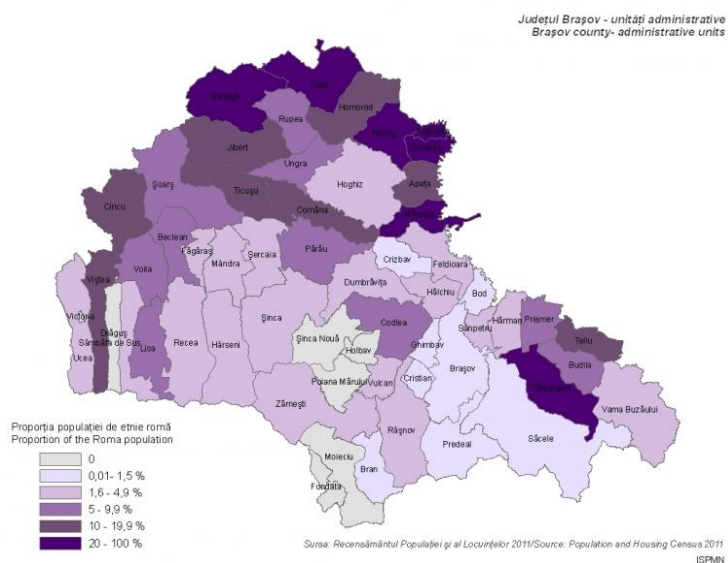 Județul Brașov - unități administrative
Brașov county- administrative units
Cața
Homorod
Rupea
Jibert
Ungra
Hoghiz
Apața
Șoarș
Ticușu
Comăna
Cincu
Beclean
Făgăraș
Mândra
Șercaia
Părău
Crizbav
Feldioara
Viștea
Voila
Dumbrăvița
Hălchiu
Bod
Victoria
Drăguș
Sâmbăta de Sus
Ucea
Lisa
Recea
Hârseni
Șinca
Șinca Nouă
Holbav
Codlea
Ghimbav
Sânpetru
Hărman
Prejmer
Teliu
Budila
Poiana Mărului
Vulcan
Cristian
Brașov
Vama Buzăului
Zărnești
Râșnov
Săcele
Predeal
Moieciu
Bran
Fundata
Proporția populației de etnie romă
Proportion of the Roma population
0
0,01- 1,5 %
1,6 - 4,9 %
5 - 9,9 %
10 - 19,9 %
20 - 100 %
Sursa: Recensământul Populației și al Locuințelor 2011/Source: Population and Housing Census 2011
ISPMN